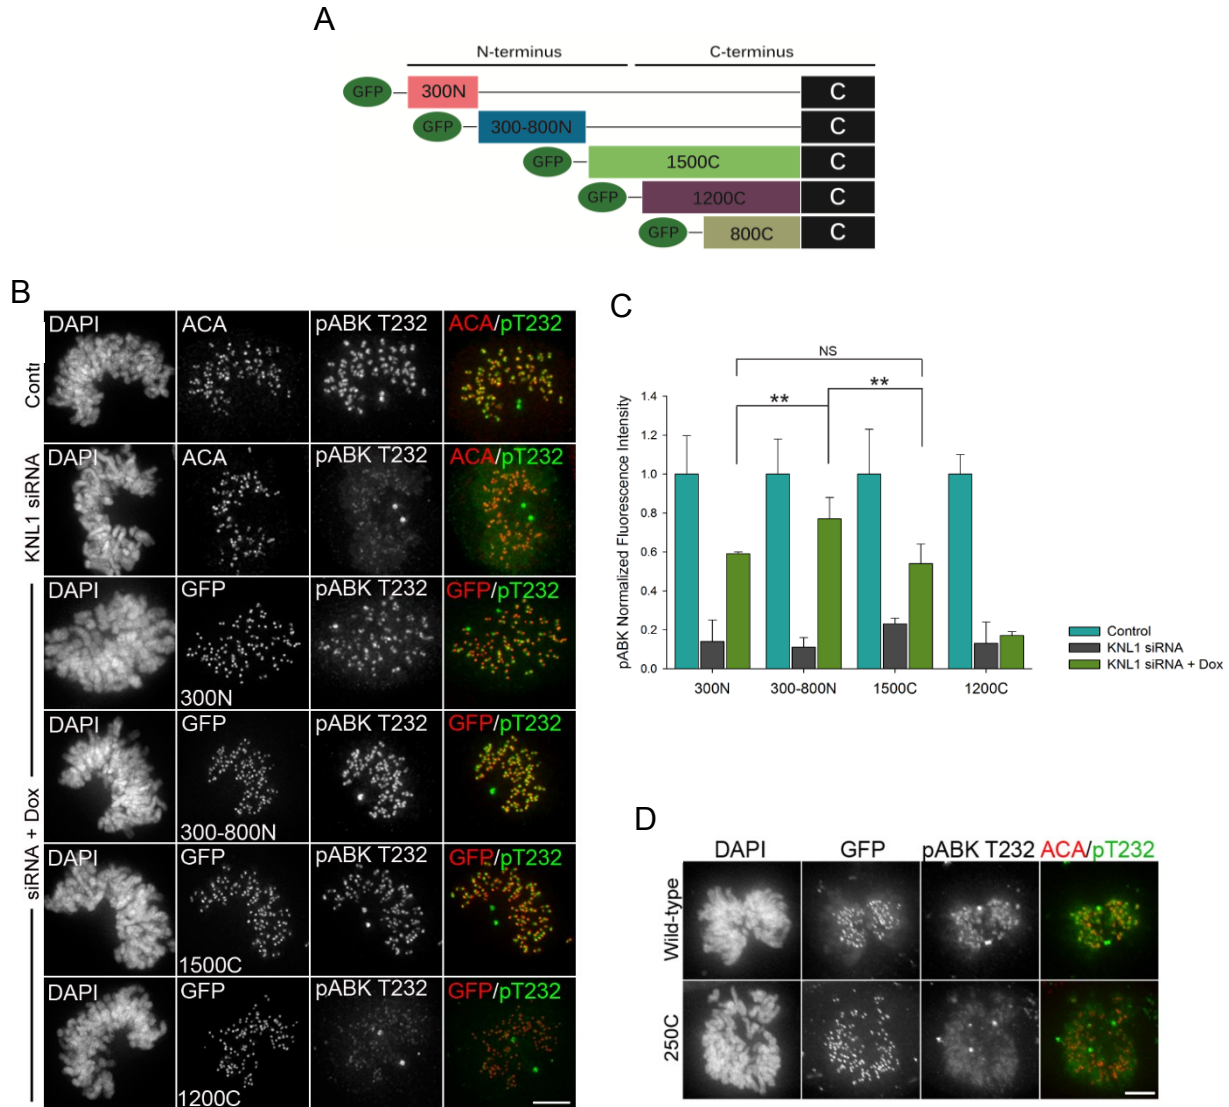 A
N-terminus C-terminus
GFP 300N C
GFP 300-800N C
GFP 1500C C
GFP 1200C C
GFP 800C C
B
DAPI ACA pABK T232 ACA/pT232
Conti
DAPI ACA pABK T232 ACA/pT232
KNL1 siRNA
DAPI GFP pABK T232 GFP/pT232
300N
DAPI GFP pABK T232 GFP/pT232
300-800N
siRNA + Dox
DAPI GFP pABK T232 GFP/pT232
1500C
DAPI GFP pABK T232 GFP/pT232
1200C
C
NS
**
**
pABK Normalized Fluorescence Intensity
1.4
1.2
1.0
0.8
0.6
0.4
0.2
0.0
300N 300-800N 1500C 1200C
Control
KNL1 siRNA
KNL1 siRNA + Dox
D
DAPI GFP pABK T232 ACA/pT232
Wild-type
250C